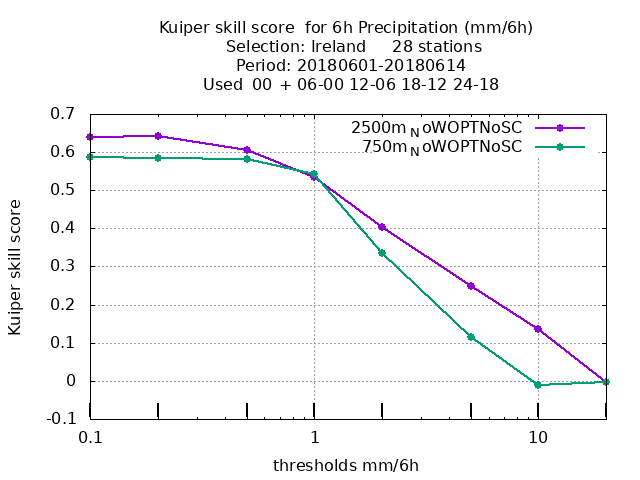 Kuiper skill score  for 6h Precipitation (mm/6h)
Selection: Ireland     28 stations
Period: 20180601-20180614
Used  00  + 06-00 12-06 18-12 24-18
2500m_NoWOPTNoSC
750m_NoWOPTNoSC
0.7
0.6
0.5
0.4
0.3
0.2
0.1
0
-0.1
Kuiper skill score
0.1
1
10
thresholds mm/6h